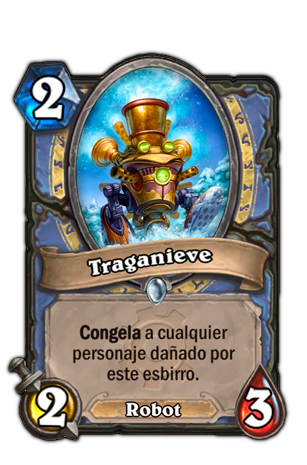 2
Traganieve
Congela a cualquier
personaje dañado por
este esbirro.
2
Robot
3